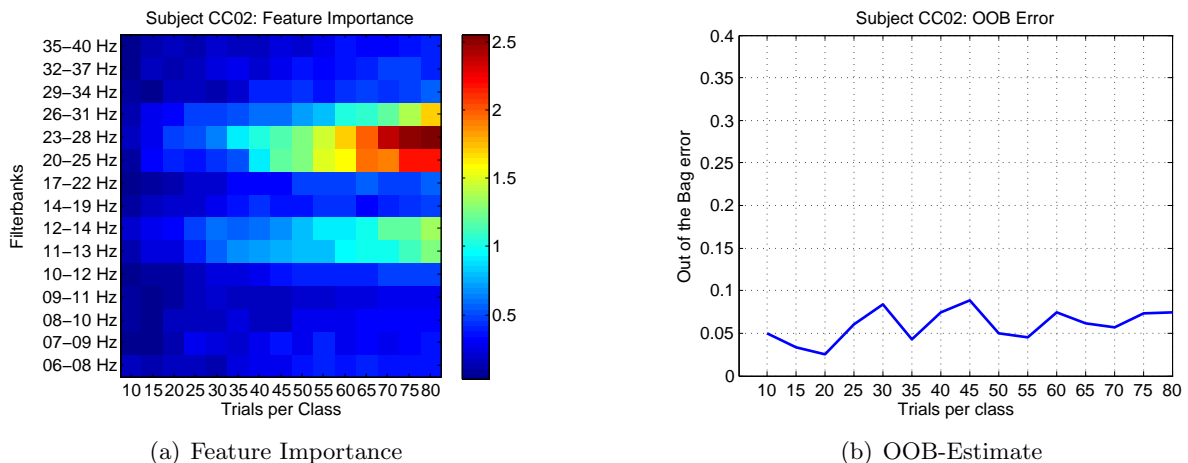 Subject CC02: Feature Importance
35−40 Hz
32−37 Hz
29−34 Hz
26−31 Hz
23−28 Hz
20−25 Hz
17−22 Hz
14−19 Hz
12−14 Hz
11−13 Hz
10−12 Hz
09−11 Hz
08−10 Hz
07−09 Hz
06−08 Hz
Filterbanks
10 15 20 25 30 35 40 45 50 55 60 65 70 75 80
Trials per Class
2.5
2
1.5
1
0.5
(a) Feature Importance
Subject CC02: OOB Error
0.4
0.35
0.3
0.25
0.2
0.15
0.1
0.05
0
Out of the Bag error
10 15 20 25 30 35 40 45 50 55 60 65 70 75 80
Trials per class
(b) OOB-Estimate